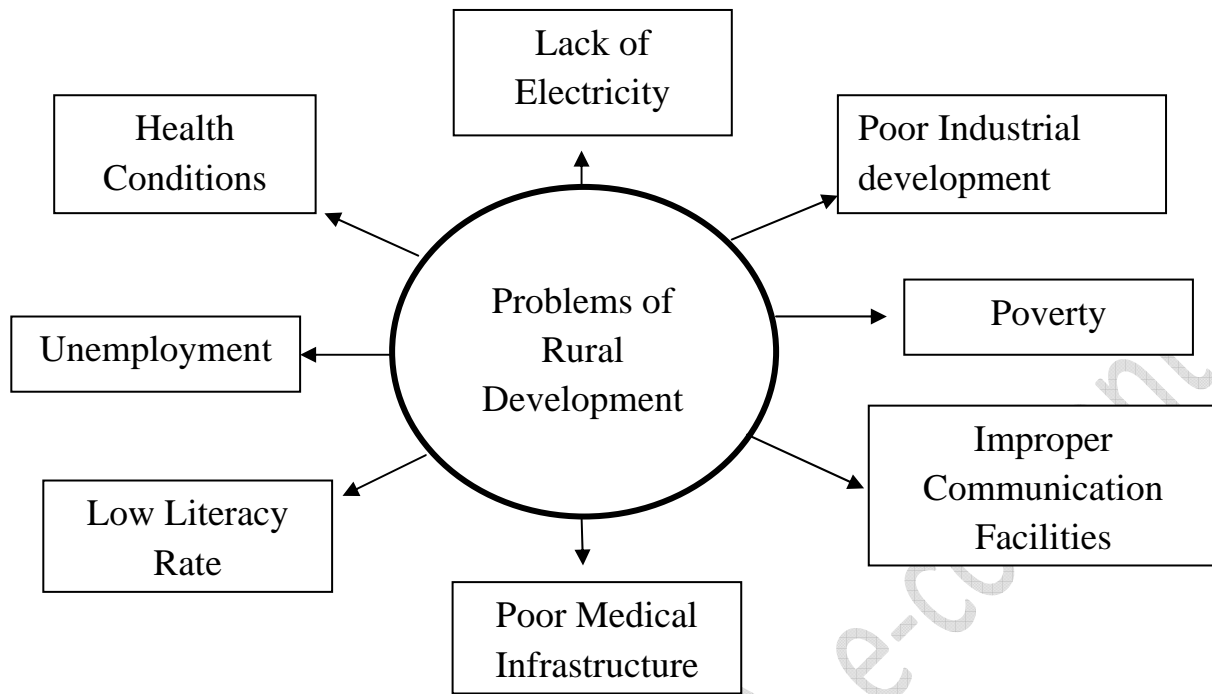 Lack of
Electricity
Health
Conditions
Poor Industrial
development
Problems of
Rural
Development
Poverty
Unemployment
Improper
Communication
Facilities
Low Literacy
Rate
Poor Medical
Infrastructure